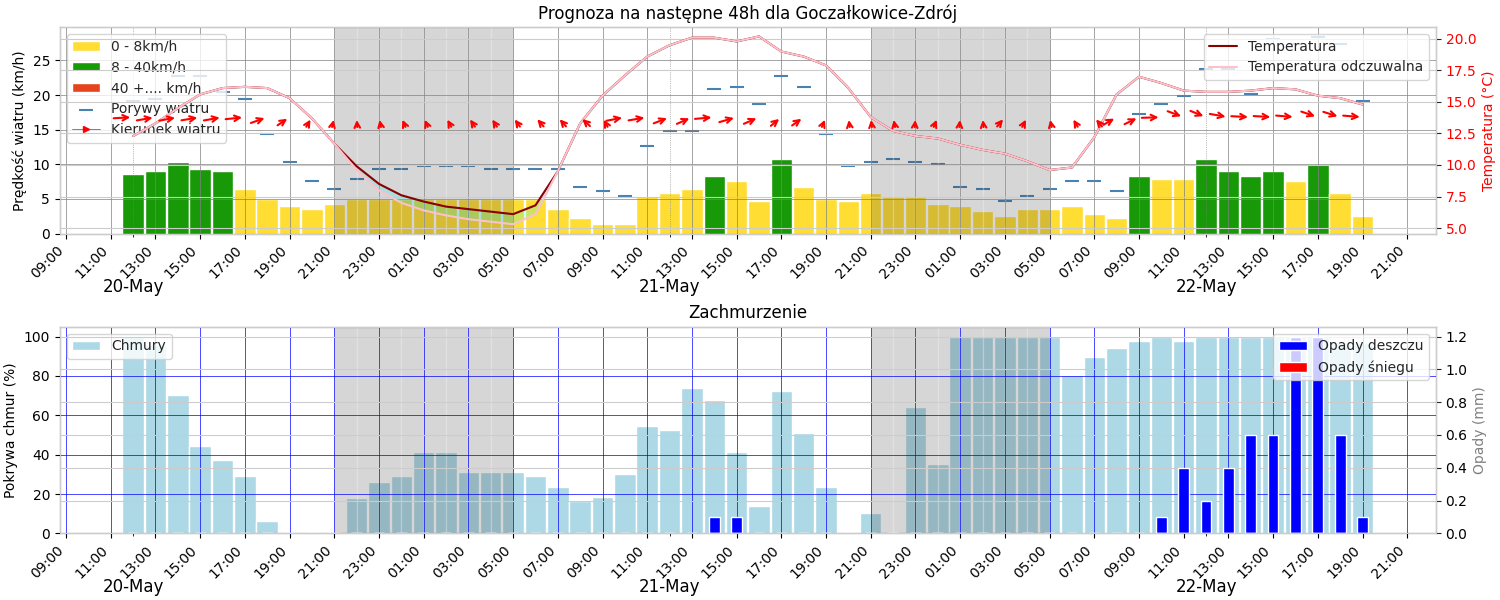 Prognoza na następne 48h dla Goczałkowice-Zdrój
Prędkość wiatru (km/h)
25
20
15
10
5
0
0 - 8km/h
8 - 40km/h
40 +.... km/h
Porywy wiatru
Kierunek wiatru
Temperatura
Temperatura odczuwalna
20.0
17.5
15.0
12.5
10.0
7.5
5.0
Temperatura (°C)
09:00 11:00 13:00 15:00 17:00 19:00 21:00 23:00 01:00 03:00 05:00 07:00 09:00 11:00 13:00 15:00 17:00 19:00 21:00 23:00 01:00 03:00 05:00 07:00 09:00 11:00 13:00 15:00 17:00 19:00 21:00
20-May 21-May 22-May
Zachmurzenie
Pokrywa chmur (%)
100
80
60
40
20
0
Chmury
Opady deszczu
Opady śniegu
1.2
1.0
0.8
0.6
0.4
0.2
0.0
Opady (mm)
09:00 11:00 13:00 15:00 17:00 19:00 21:00 23:00 01:00 03:00 05:00 07:00 09:00 11:00 13:00 15:00 17:00 19:00 21:00 23:00 01:00 03:00 05:00 07:00 09:00 11:00 13:00 15:00 17:00 19:00 21:00
20-May 21-May 22-May